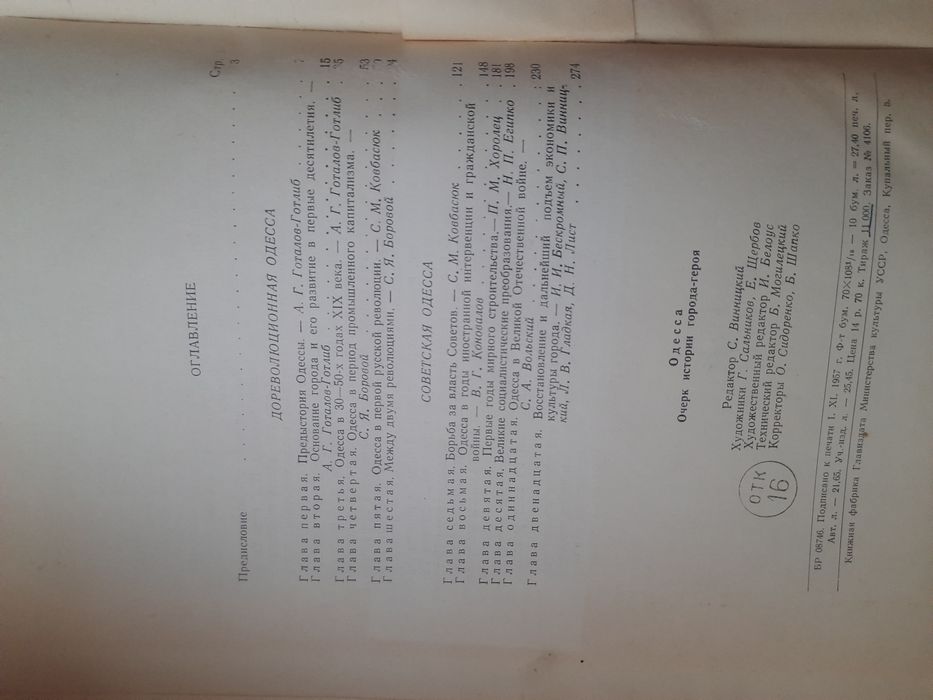 ОГЛАВЛЕНИЕ
Стр
Предисловие . . . . . . . . 3
ДОРЕВОЛЮЦИОННАЯ ОДЕССА
Глава первая. Предыстория Одессы. — А. Г. Готалов-Готлиб
Глава вторая. Основание города и его развитие в первые десятилетия. —
А. Г. Готалов-Готлиб . . . . . . . 15
Глава третья. Одесса в 30—50-х годах XIX века. — А. Г. Готалов-Готлиб .
Глава четвертая. Одесса в период промышленного капитализма. —
С. Я. Боровой . . . . . . . 53
Глава пятая. Одесса в первой русской революции. — С. М. Ковбасюк .
Глава шестая. Между двумя революциями. — С. Я. Боровой . . . .
СОВЕТСКАЯ ОДЕССА
Глава седьмая. Борьба за власть Советов. — С. М. Ковбасюк . . . . 121
Глава восьмая. Одесса в годы иностранной интервенции и гражданской
войны. — В. Г. Коновалов . . . . . . . 148
Глава девятая. Первые годы мирного строительства. — П. М. Хоролец . 181
Глава десятая. Великие социалистические преобразования. — Н. П. Египко . 198
Глава одиннадцатая. Одесса в Великой Отечественной войне. —
С. А. Вольский . . . . . . . 230
Глава двенадцатая. Восстановление и дальнейший подъем экономики и
культуры города. — И. И. Бескромный, С. П. Винниц-
кий, Л. В. Гладкая, Д. Н. Лист . . . . . 274
Одесса
Очерк истории города-героя
Редактор С. Винницкий
Художники Г. Сальников, Е. Щербов
Художественный редактор И. Белоус
Технический редактор Б. Могилецкий
Корректоры О. Сидоренко, Б. Шапко
ОТК
16
БР 08746. Подписано к печати 1. XI. 1957 г. Ф-т бум. 70×108¹/₁₆ — 10 бум. л. = 27,40 печ. л.
Авт. л. — 21,65. Уч.-изд. л. — 25,45. Цена 14 р. 70 к. Тираж 11 000. Заказ № 4106.
Книжная фабрика Главиздата Министерства культуры УССР, Одесса, Купальный пер. в.